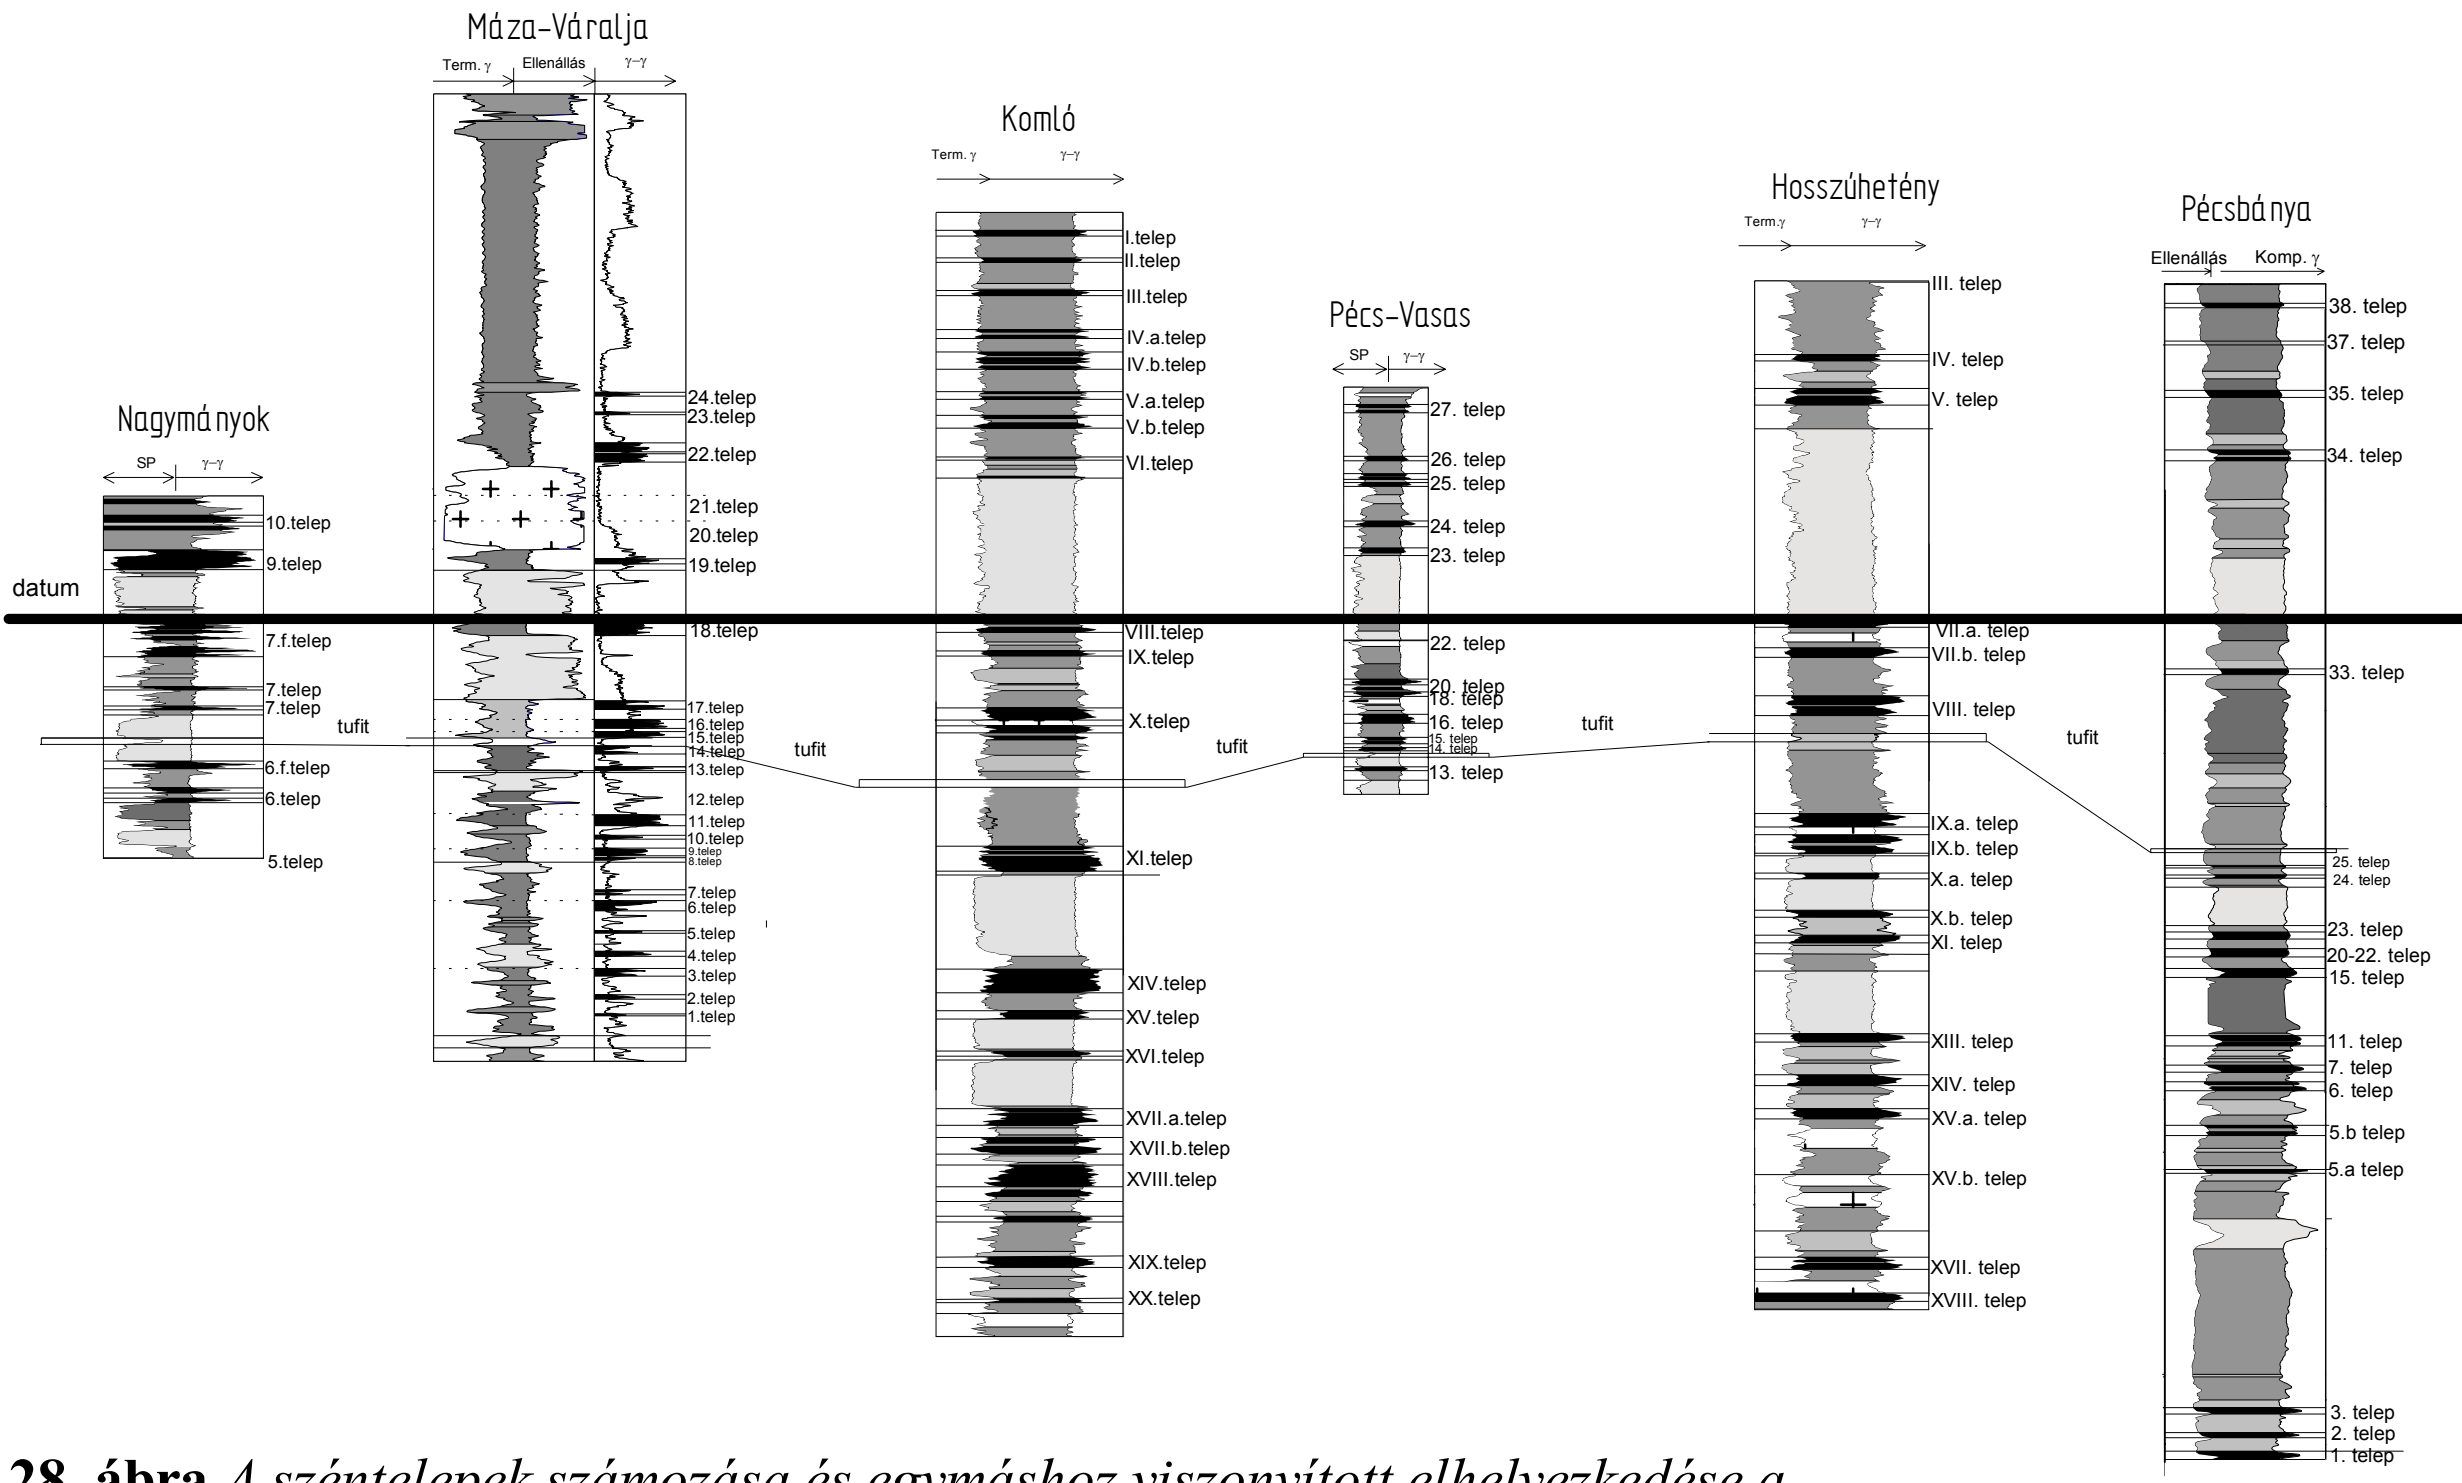 Máza-Váralja
Term. γ
Ellenállás
γ-γ
24.telep
23.telep
22.telep
21.telep
20.telep
19.telep
18.telep
17.telep
16.telep
15.telep
14.telep
13.telep
12.telep
11.telep
10.telep
9.telep
8.telep
7.telep
6.telep
5.telep
4.telep
3.telep
2.telep
1.telep
Nagymányok
SP
γ-γ
10.telep
9.telep
datum
7.f.telep
7.telep
7.telep
tufit
6.f.telep
6.telep
5.telep
Komló
Term. γ
γ-γ
I.telep
II.telep
III.telep
IV.a.telep
IV.b.telep
V.a.telep
V.b.telep
VI.telep
VIII.telep
IX.telep
X.telep
tufit
XI.telep
XIV.telep
XV.telep
XVI.telep
XVII.a.telep
XVII.b.telep
XVIII.telep
XIX.telep
XX.telep
Pécs-Vasas
SP
γ-γ
27. telep
26. telep
25. telep
24. telep
23. telep
22. telep
20. telep
18. telep
16. telep
15. telep
14. telep
13. telep
tufit
Hosszúhetény
Term.γ
γ-γ
III. telep
IV. telep
V. telep
VII.a. telep
VII.b. telep
VIII. telep
tufit
IX.a. telep
IX.b. telep
X.a. telep
X.b. telep
XI. telep
XIII. telep
XIV. telep
XV.a. telep
XV.b. telep
XVII. telep
XVIII. telep
Pécsbánya
Ellenállás
Komp. γ
38. telep
37. telep
35. telep
34. telep
33. telep
tufit
25. telep
24. telep
23. telep
20-22. telep
15. telep
11. telep
7. telep
6. telep
5.b telep
5.a telep
3. telep
2. telep
1. telep
28. ábra A széntelepek számozása és egymáshoz viszonyított elhelyezkedése a